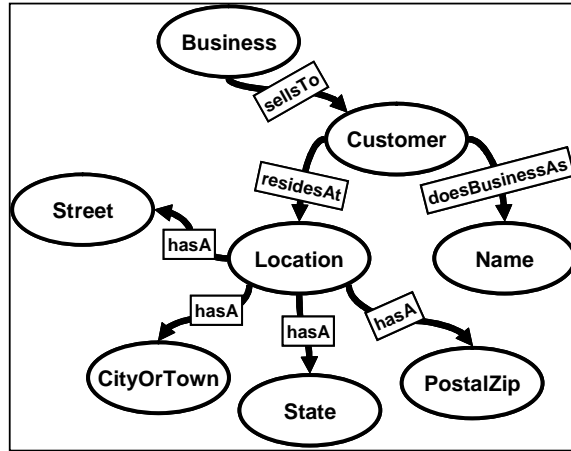 Business
sellsTo
Customer
residesAt
doesBusinessAs
Street
hasA
Location
Name
hasA
hasA
hasA
CityOrTown
State
PostalZip